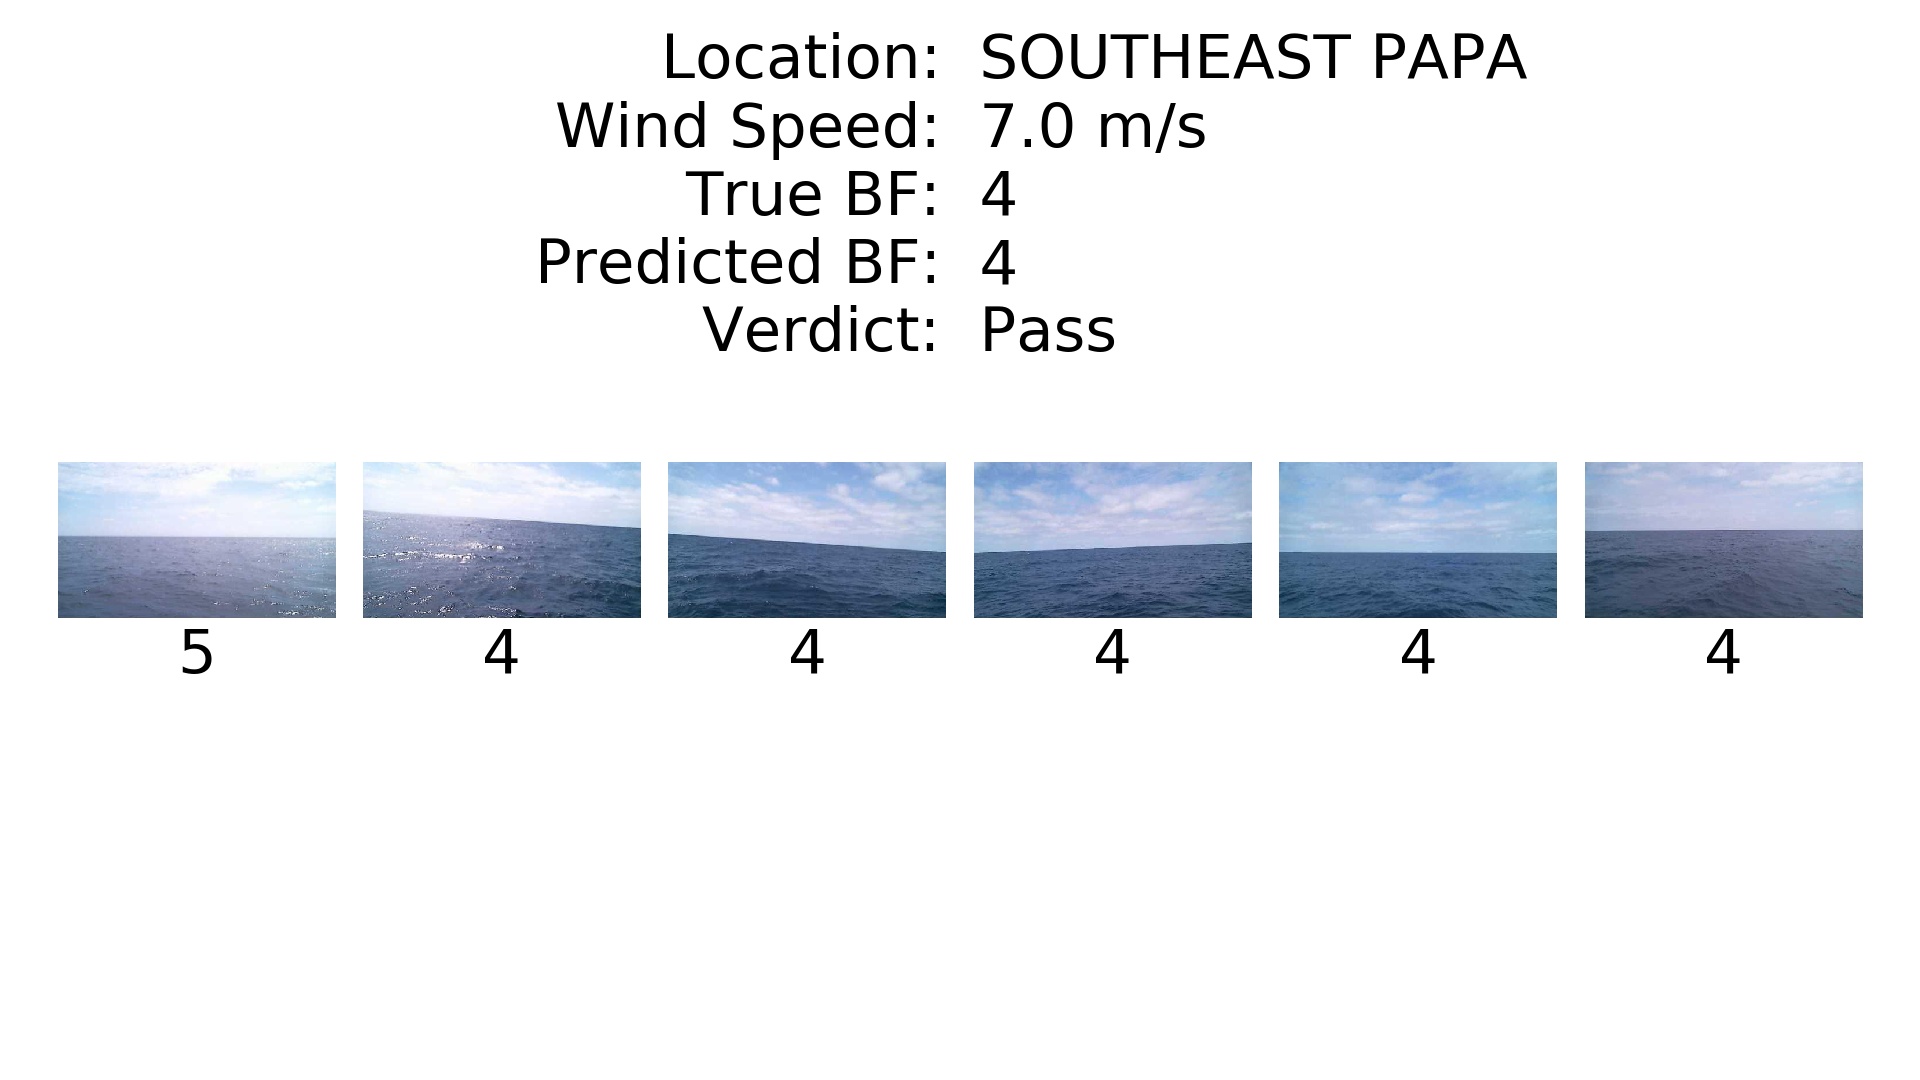 Location: SOUTHEAST PAPA
Wind Speed: 7.0 m/s
True BF: 4
Predicted BF: 4
Verdict: Pass
5 4 4 4 4 4